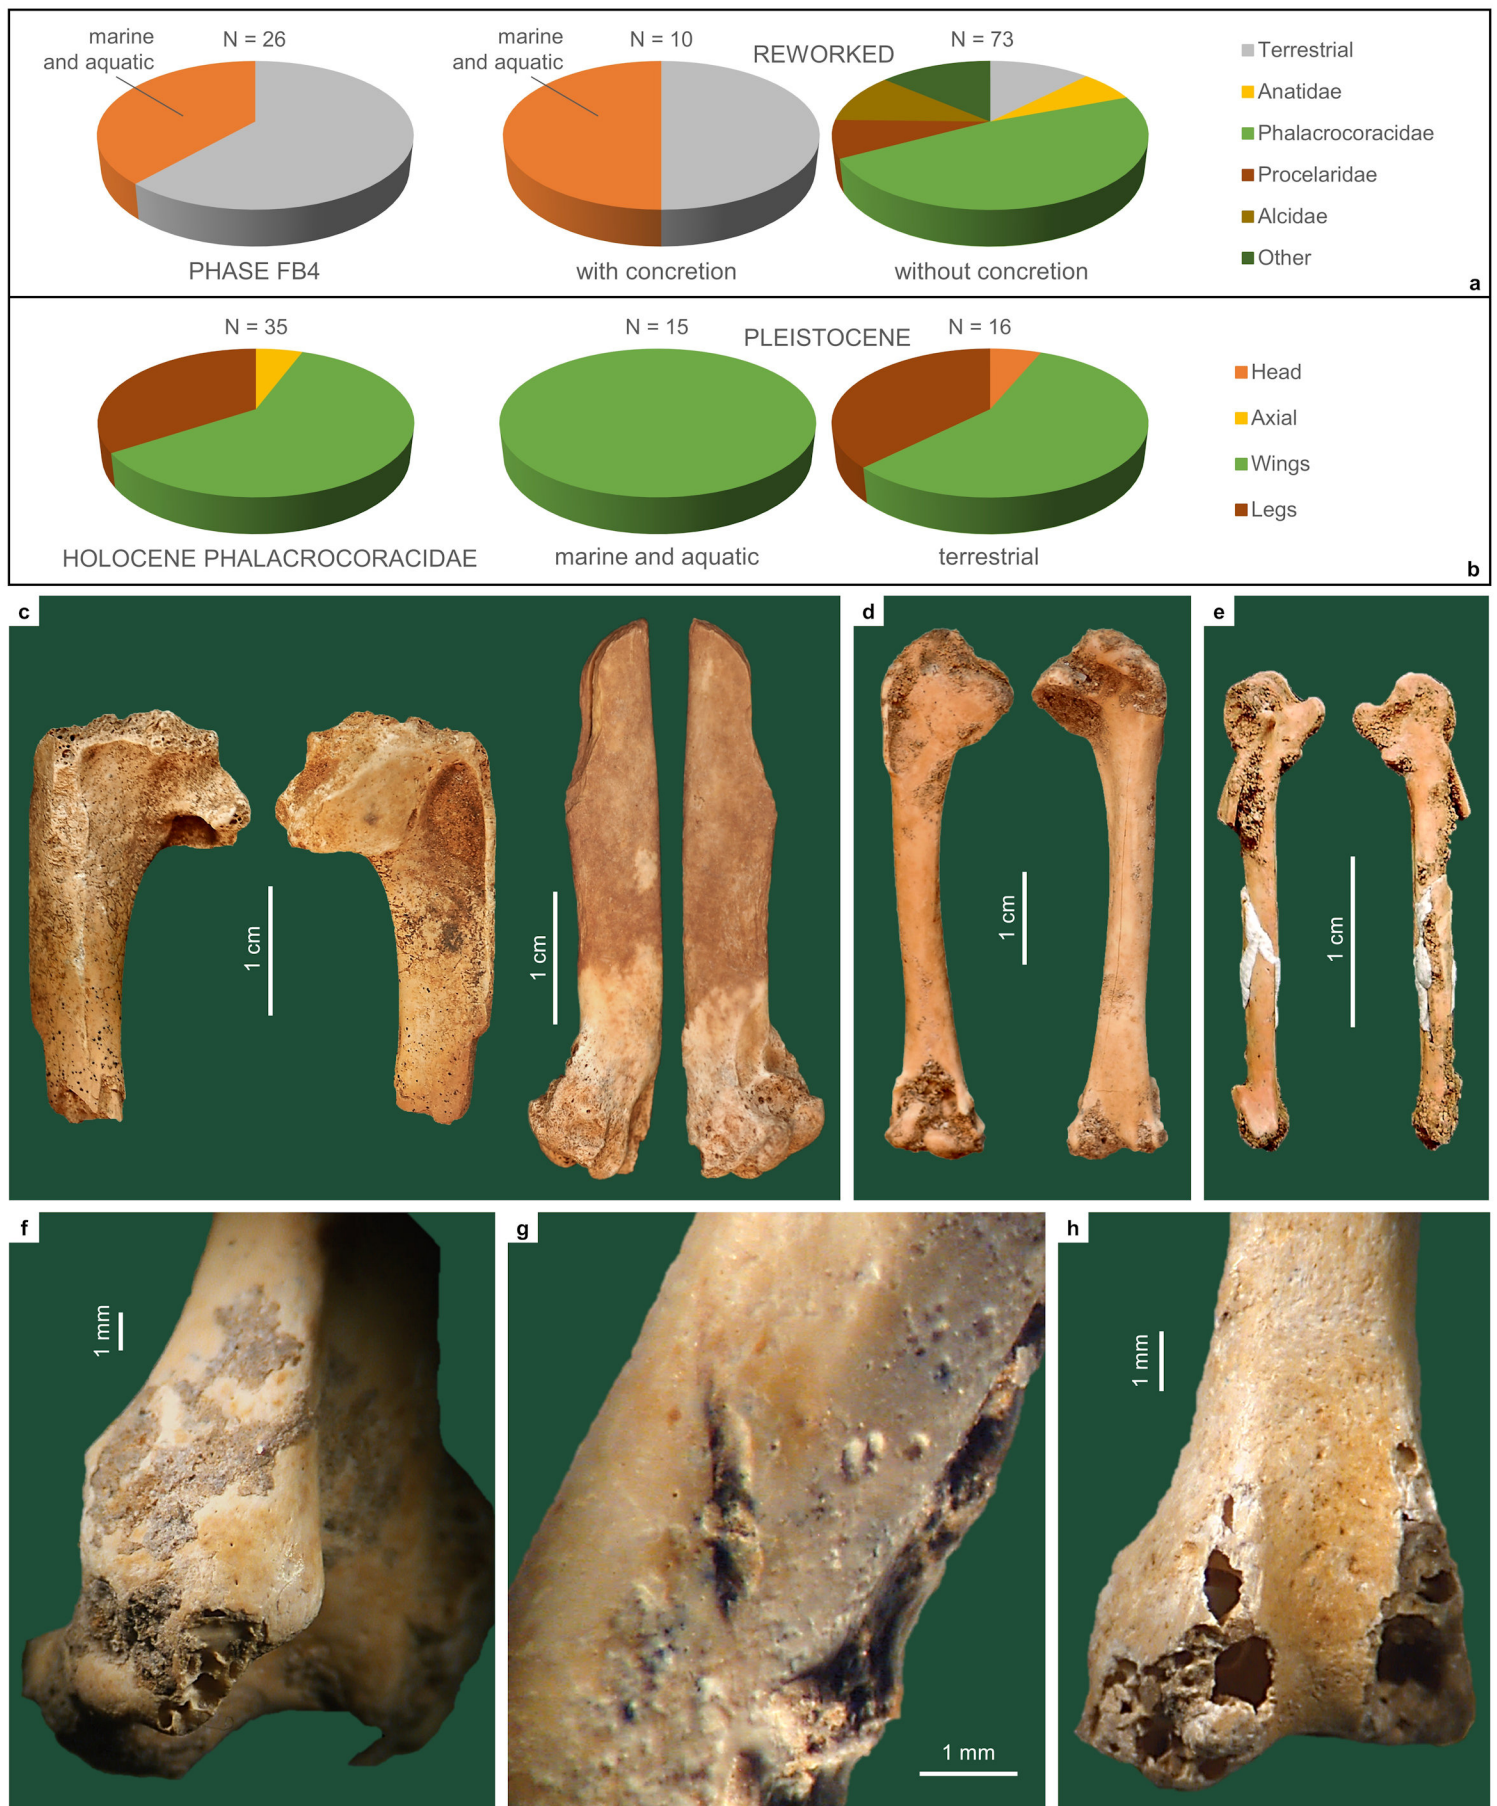 marine
and aquatic
N = 26
PHASE FB4
marine
and aquatic
N = 10
REWORKED
N = 73
with concretion
without concretion
Terrestrial
Anatidae
Phalacrocoracidae
Procelaridae
Alcidae
Other
a
N = 35
HOLOCENE PHALACROCORACIDAE
N = 15
PLEISTOCENE
N = 16
marine and aquatic
terrestrial
Head
Axial
Wings
Legs
b
c
1 cm
1 cm
d
1 cm
e
1 cm
f
1 mm
g
1 mm
h
1 mm